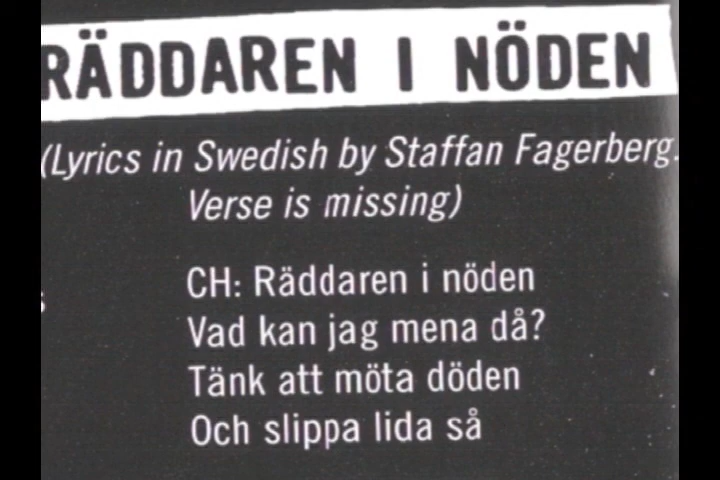 RÄDDAREN I NÖDEN
(Lyrics in Swedish by Staffan Fagerberg.
Verse is missing)
CH: Räddaren i nöden
Vad kan jag mena då?
Tänk att möta döden
Och slippa lida så